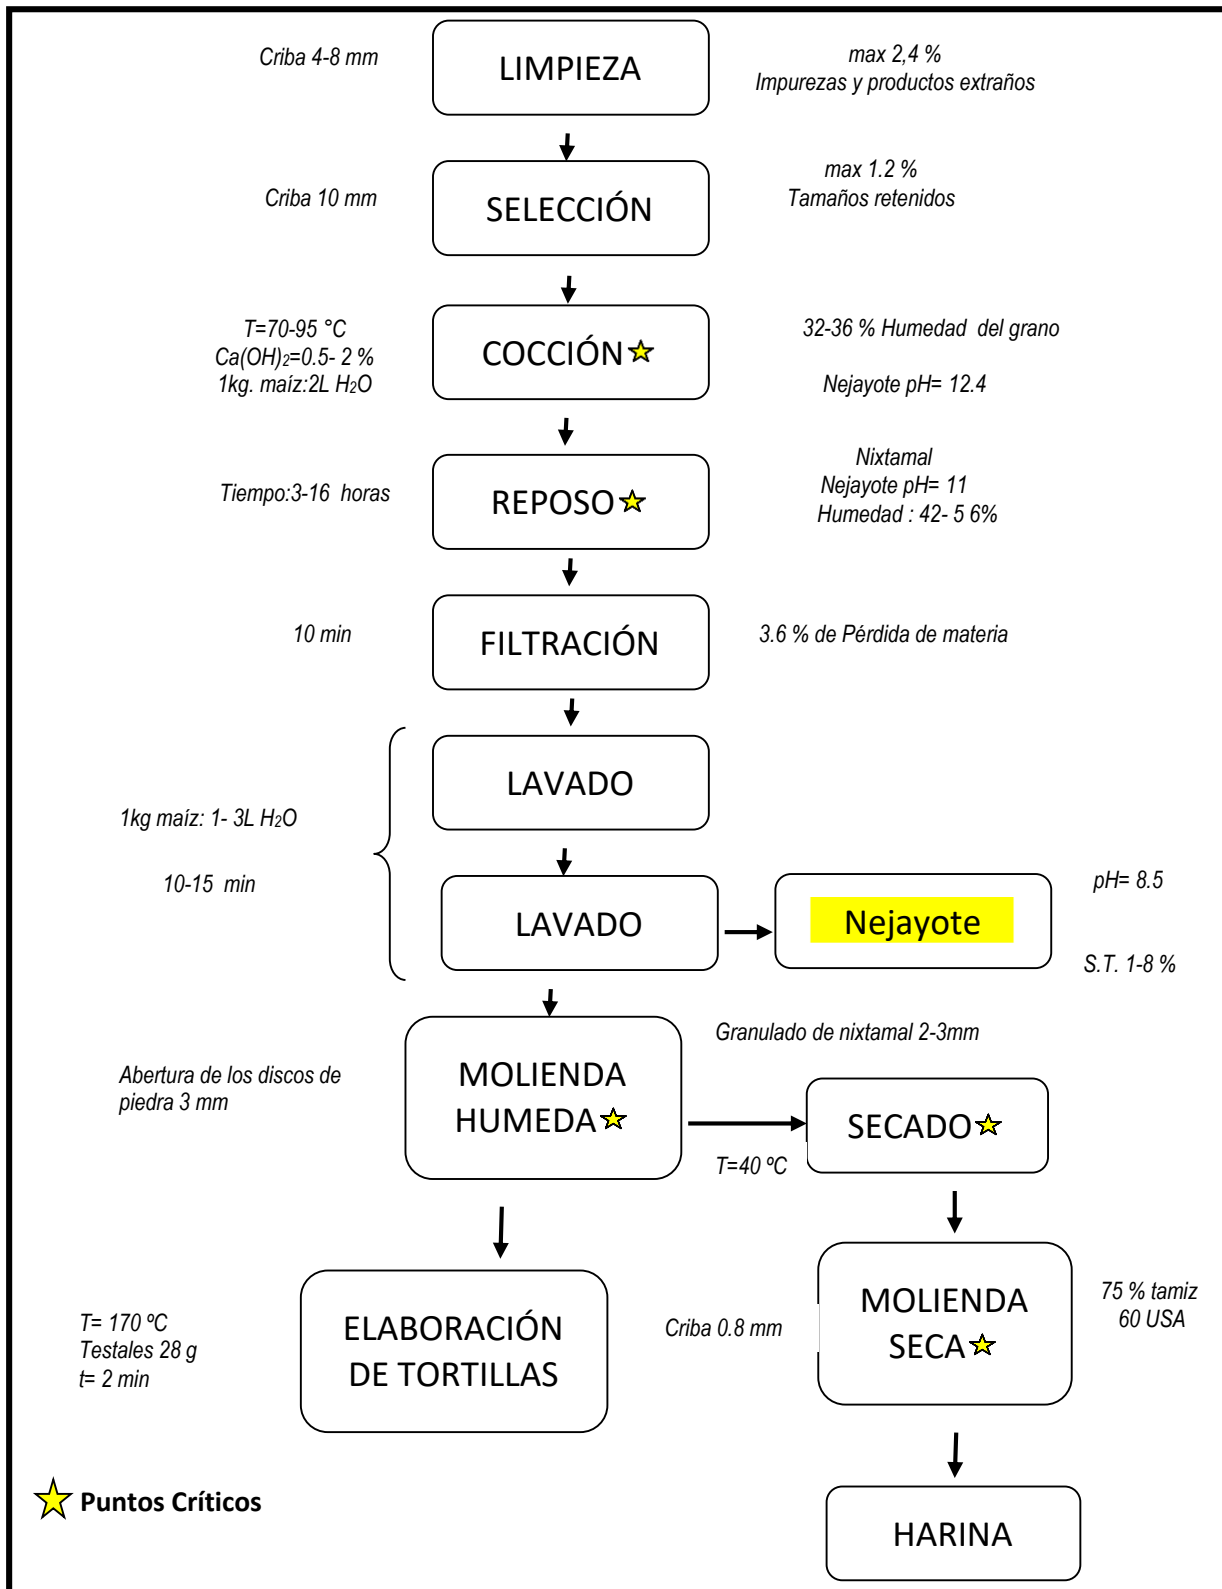 Criba 4-8 mm
LIMPIEZA
max 2,4 %
Impurezas y productos extraños
Criba 10 mm
SELECCIÓN
max 1.2 %
Tamaños retenidos
T=70-95 °C
Ca(OH)2=0.5- 2 %
1kg. maíz:2L H2O
COCCIÓN
32-36 % Humedad del grano
Nejayote pH= 12.4
Tiempo:3-16 horas
REPOSO
Nixtamal
Nejayote pH= 11
Humedad : 42- 5 6%
10 min
FILTRACIÓN
3.6 % de Pérdida de materia
LAVADO
1kg maíz: 1- 3L H2O
10-15 min
LAVADO
Nejayote
pH= 8.5
S.T. 1-8 %
Abertura de los discos de
piedra 3 mm
MOLIENDA
HUMEDA
Granulado de nixtamal 2-3mm
T=40 ºC
SECADO
T= 170 ºC
Testales 28 g
t= 2 min
ELABORACIÓN
DE TORTILLAS
Criba 0.8 mm
MOLIENDA
SECA
75 % tamiz
60 USA
Puntos Críticos
HARINA